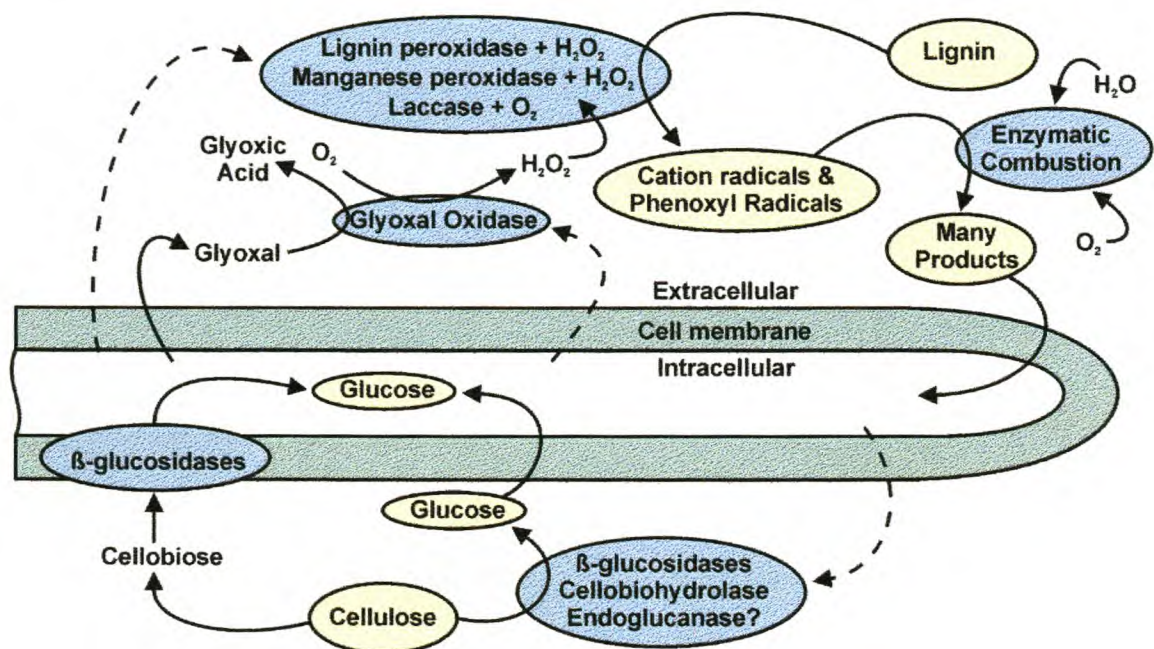 Lignin peroxidase + H₂O₂
Manganese peroxidase + H₂O₂
Laccase + O₂
Lignin
H₂O
Enzymatic
Combustion
O₂
Glyoxic
Acid
O₂
H₂O₂
Cation radicals &
Phenoxyl Radicals
Glyoxal
Glyoxal Oxidase
Many
Products
Extracellular
Cell membrane
Intracellular
Glucose
ß-glucosidases
Glucose
Cellobiose
ß-glucosidases
Cellobiohydrolase
Endoglucanase?
Cellulose